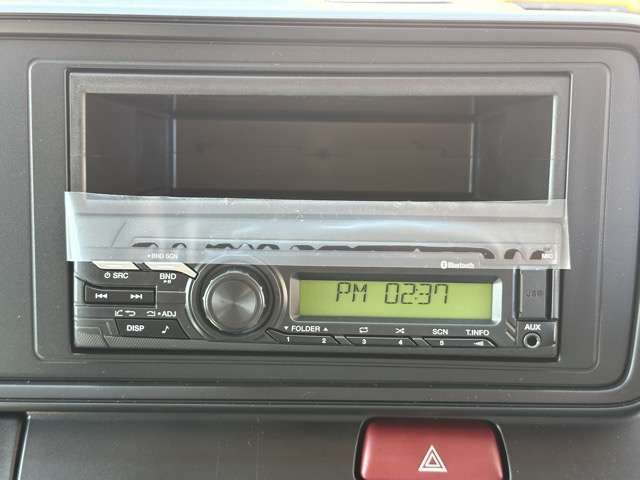 BND SCN
MIC
SRC
BND
Bluetooth
PM 02:37
USB
ADJ
DISP
FOLDER
SCN
T.INFO
AUX
1 2 3 4 5